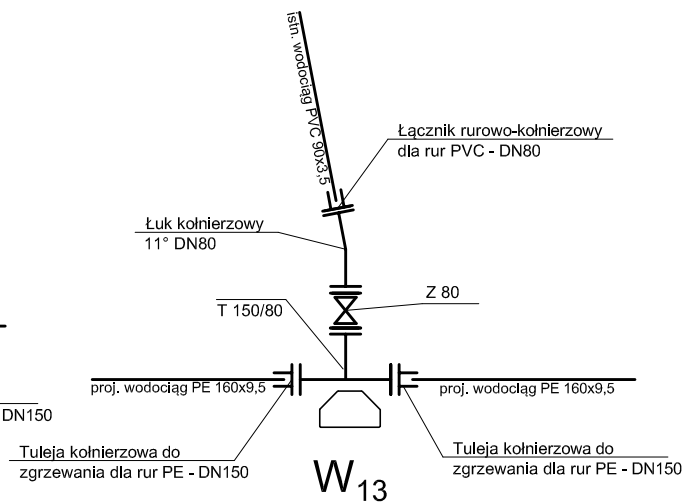 istn. wodociąg PVC 90x3,5
Łącznik rurowo-kołnierzowy
dla rur PVC - DN80
Łuk kołnierzowy
11° DN80
T 150/80
Z 80
proj. wodociąg PE 160x9,5
proj. wodociąg PE 160x9,5
DN150
Tuleja kołnierzowa do
zgrzewania dla rur PE - DN150
Tuleja kołnierzowa do
zgrzewania dla rur PE - DN150
W13